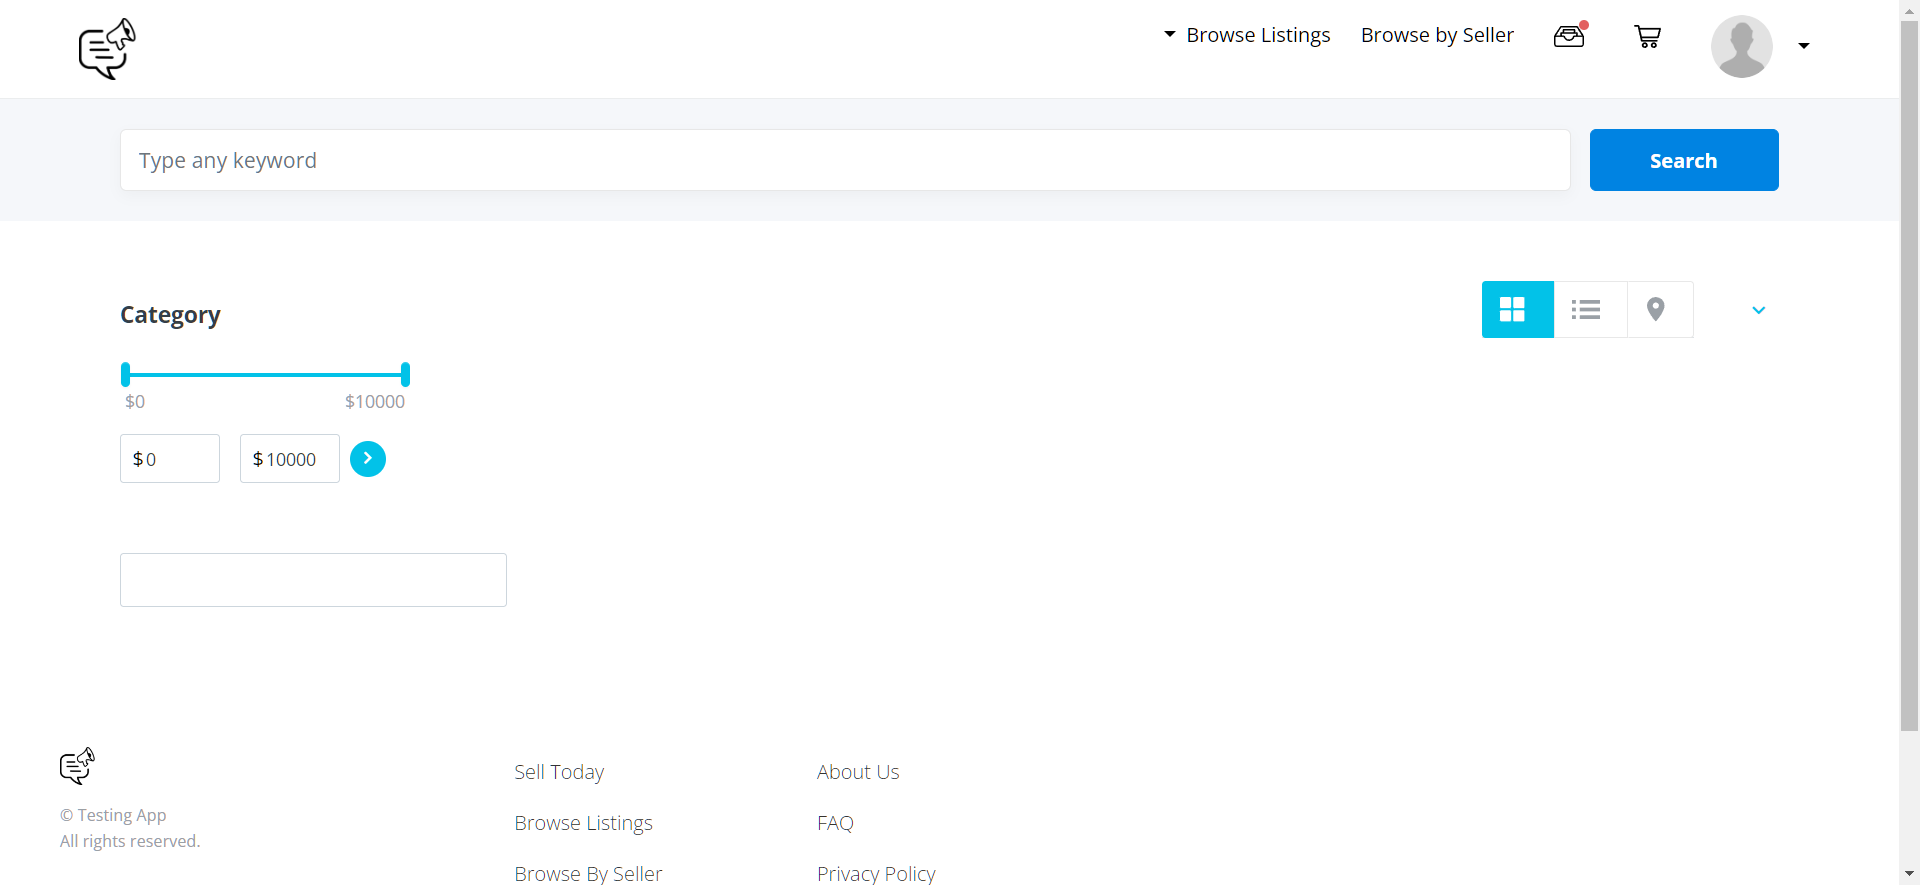 Browse Listings Browse by Seller
Type any keyword
Search
Category
$0 $10000
$0 $10000
Sell Today About Us
© Testing App
Browse Listings FAQ
All rights reserved.
Browse By Seller Privacy Policy